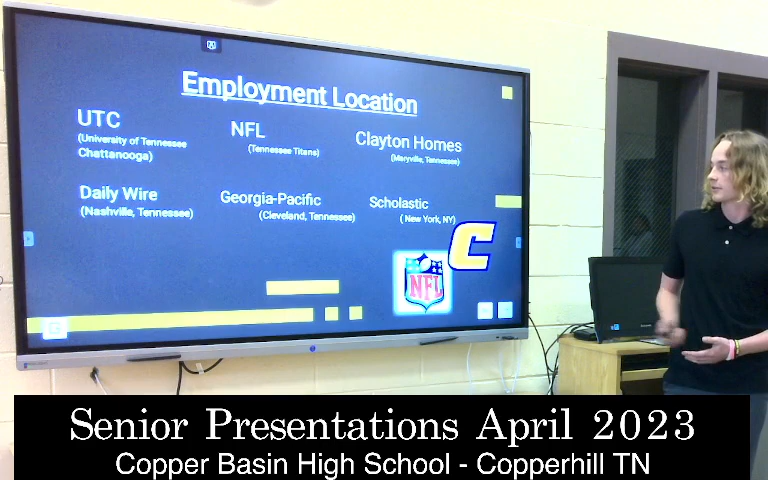 Employment Location
UTC
(University of Tennessee
Chattanooga)
NFL
(Tennessee Titans)
Clayton Homes
(Maryville, Tennessee)
Daily Wire
(Nashville, Tennessee)
Georgia-Pacific
(Cleveland, Tennessee)
Scholastic
( New York, NY)
C
NFL
Senior Presentations April 2023
Copper Basin High School - Copperhill TN